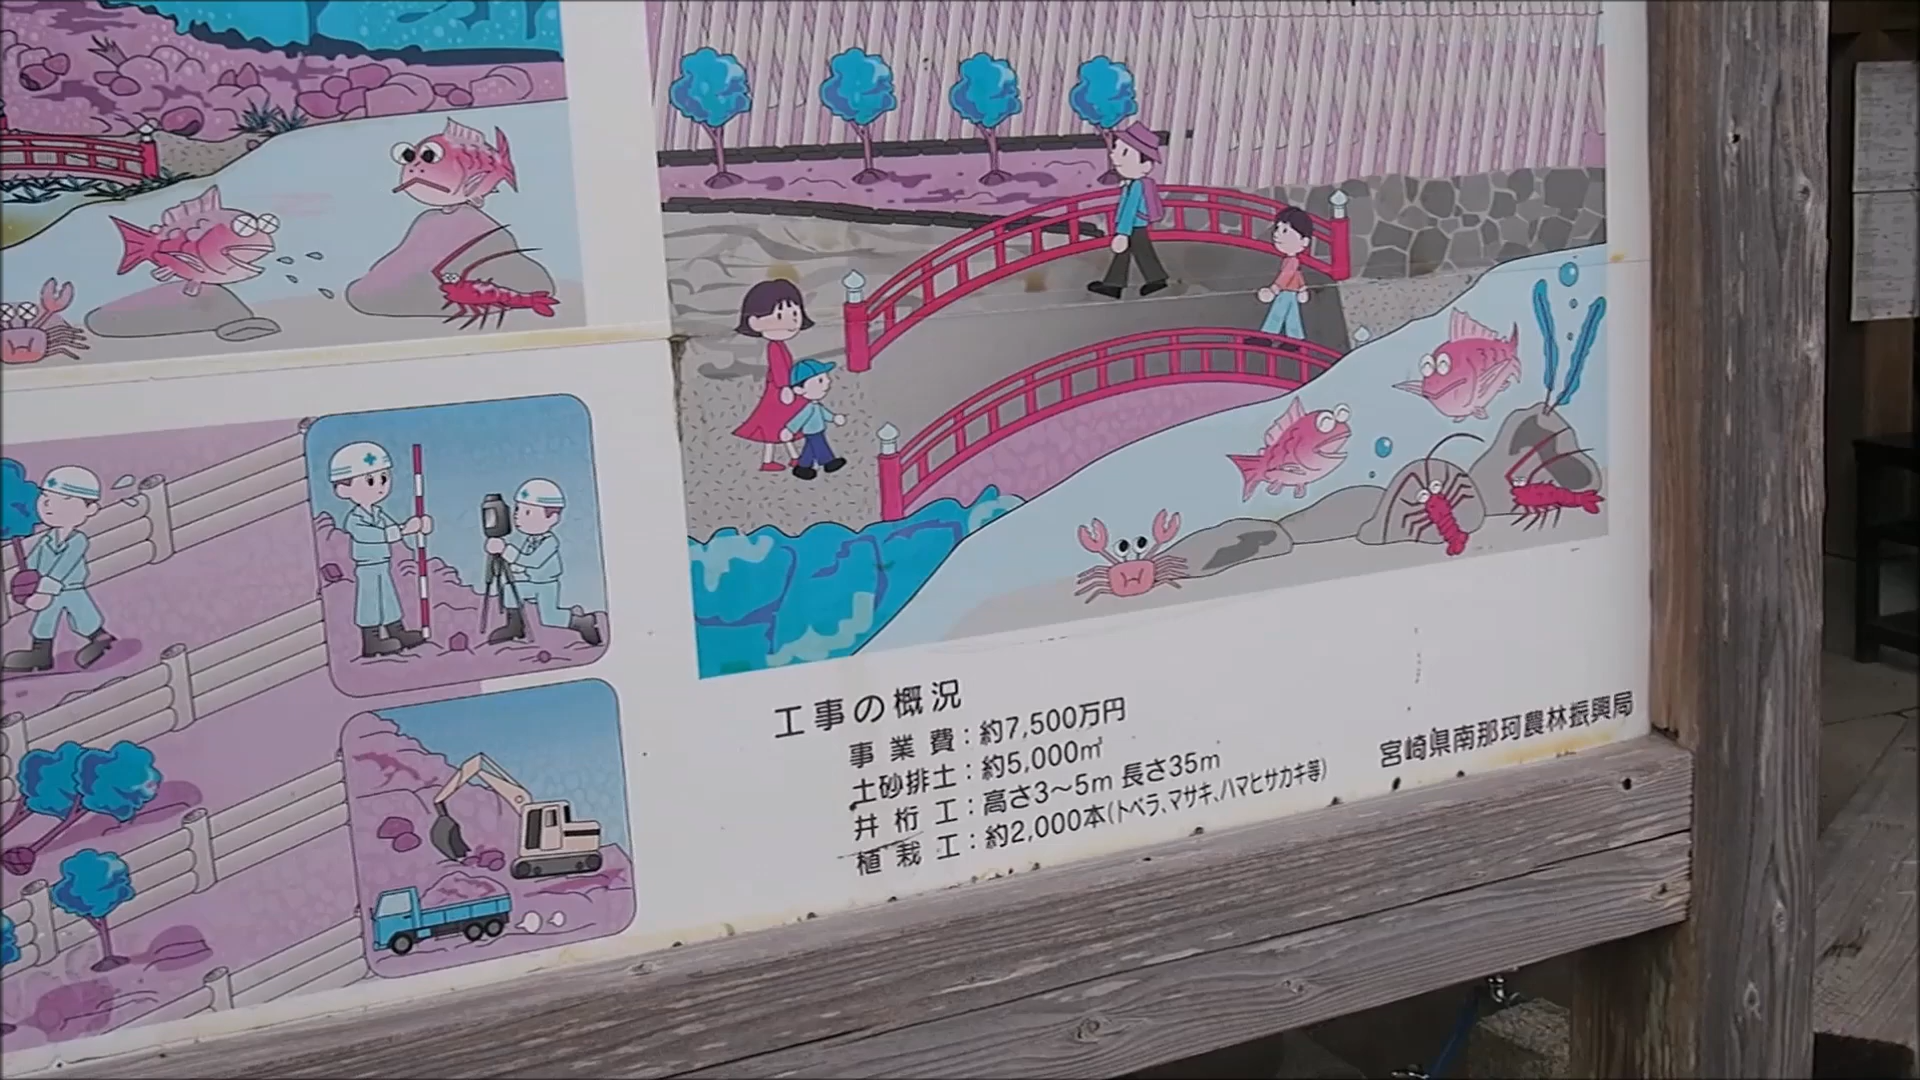 工事の概況
事業費：約7,500万円
土砂排土：約5,000㎥
井桁工：高さ3～5m 長さ35m
植栽工：約2,000本(トベラ、マサキ、ハマヒサカキ等)
宮崎県南那珂農林振興局